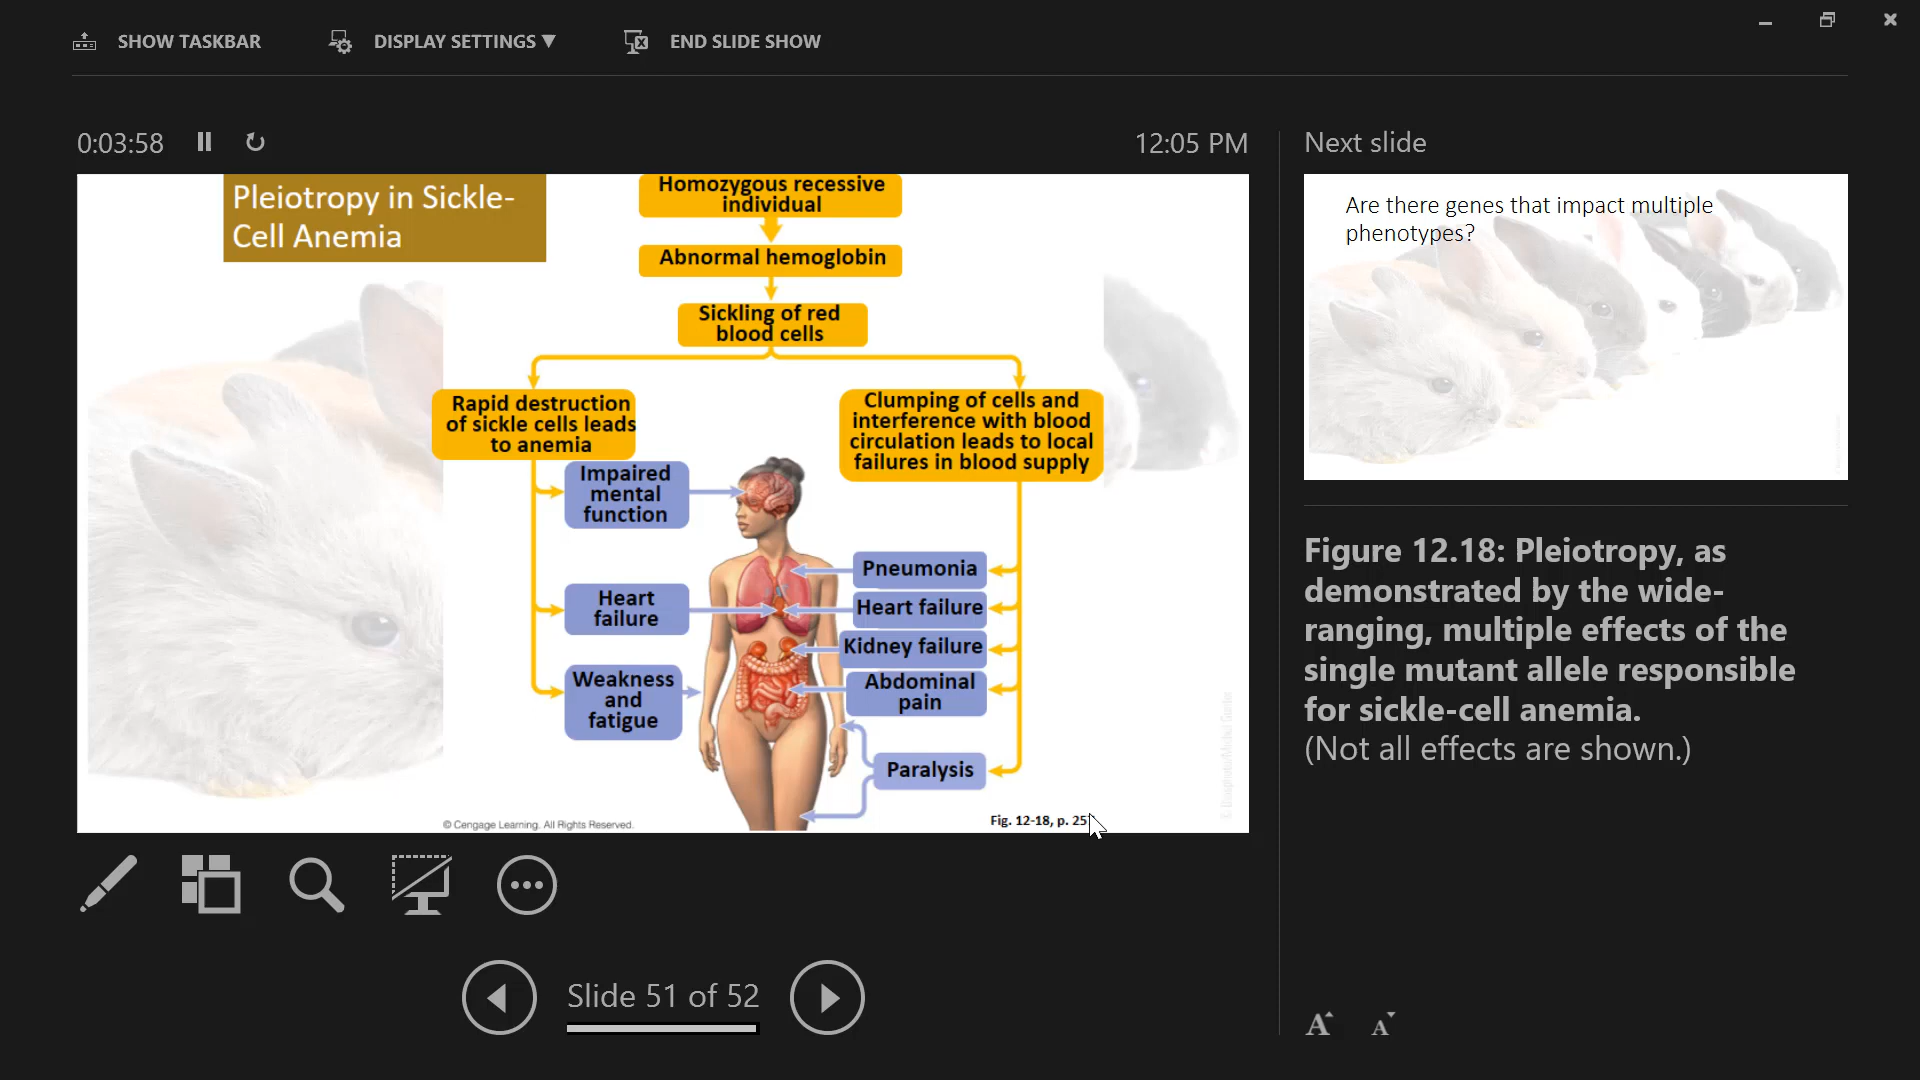 SHOW TASKBAR
DISPLAY SETTINGS ▼
END SLIDE SHOW
0:03:58
12:05 PM
Pleiotropy in Sickle-
Cell Anemia
Homozygous recessive
individual
Abnormal hemoglobin
Sickling of red
blood cells
Rapid destruction
of sickle cells leads
to anemia
Clumping of cells and
interference with blood
circulation leads to local
failures in blood supply
Impaired
mental
function
Heart
failure
Weakness
and
fatigue
Pneumonia
Heart failure
Kidney failure
Abdominal
pain
Paralysis
© Cengage Learning. All Rights Reserved.
Fig. 12-18, p.
Slide 51 of 52
Next slide
Are there genes that impact multiple
phenotypes?
Figure 12.18: Pleiotropy, as
demonstrated by the wide-
ranging, multiple effects of the
single mutant allele responsible
for sickle-cell anemia.
(Not all effects are shown.)
A
A